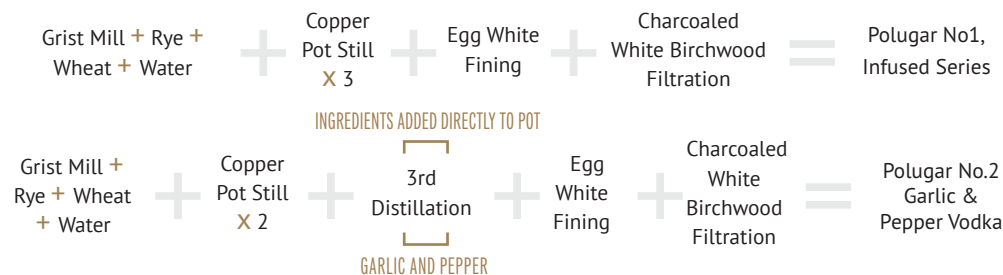 Grist Mill + Rye +
Wheat + Water
+
Copper
Pot Still
X 3
+
Egg White
Fining
+
Charcoaled
White Birchwood
Filtration
=
Polugar No1,
Infused Series
Grist Mill +
Rye + Wheat
+ Water
+
Copper
Pot Still
X 2
+
INGREDIENTS ADDED DIRECTLY TO POT
3rd
Distillation
GARLIC AND PEPPER
+
Egg
White
Fining
+
Charcoaled
White
Birchwood
Filtration
=
Polugar No.2
Garlic &
Pepper Vodka